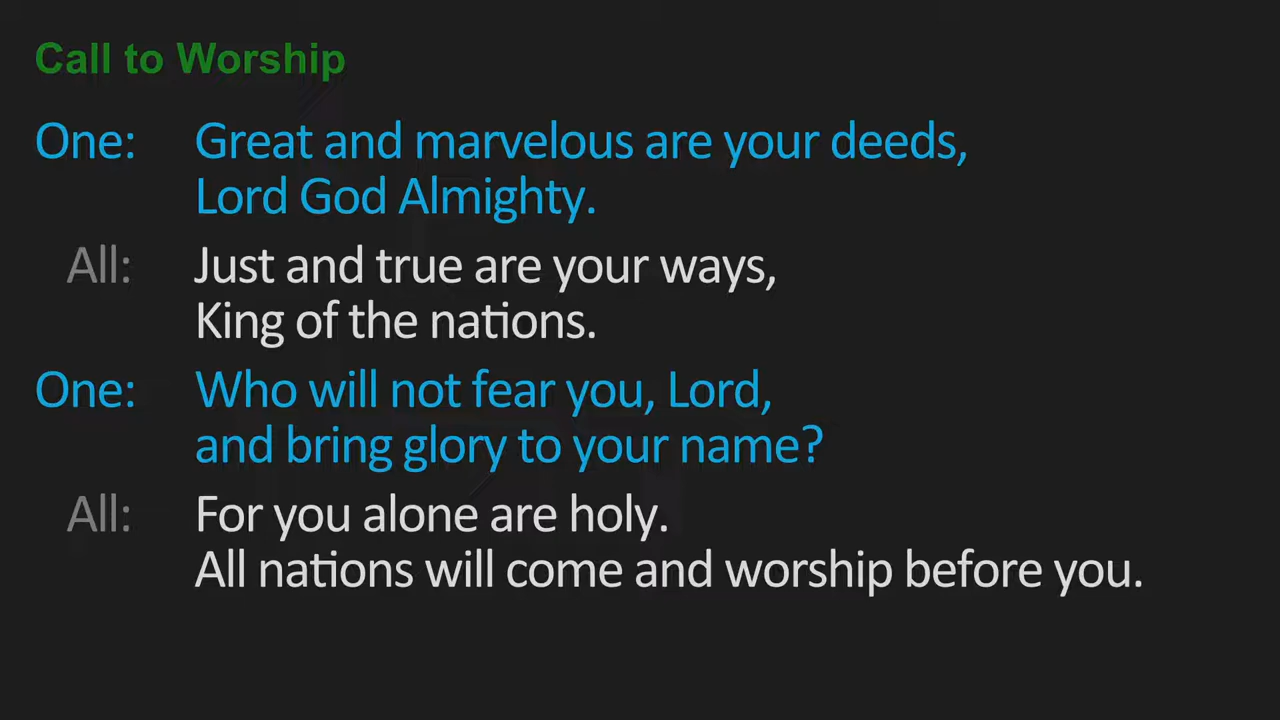 Call to Worship
One: Great and marvelous are your deeds,
Lord God Almighty.
All: Just and true are your ways,
King of the nations.
One: Who will not fear you, Lord,
and bring glory to your name?
All: For you alone are holy.
All nations will come and worship before you.